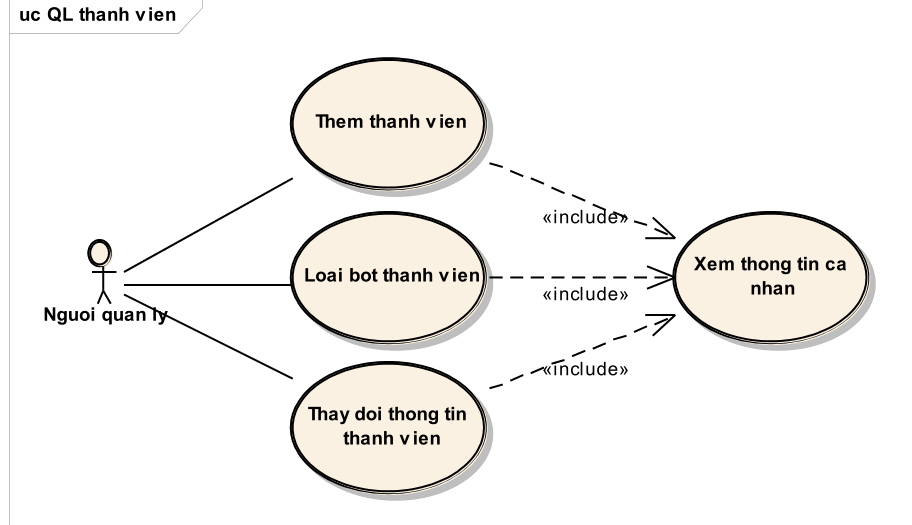 uc QL thanh vien
Them thanh vien
«include»
Loai bot thanh vien
Xem thong tin ca
nhan
«include»
Nguoi quan ly
«include»
Thay doi thong tin
thanh vien